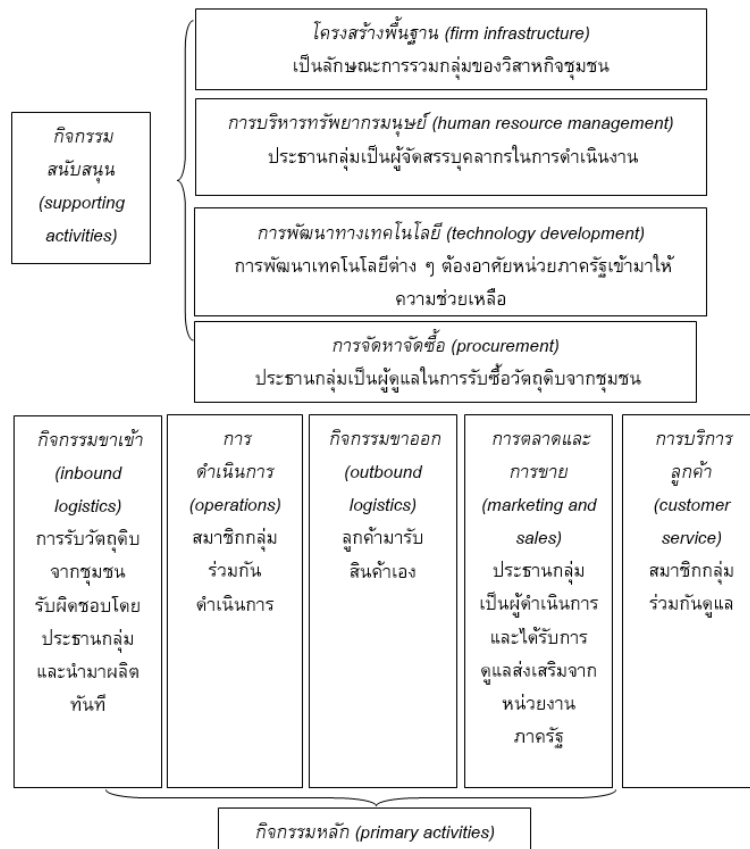 โครงสร้างพื้นฐาน (firm infrastructure)
เป็นลักษณะการรวมกลุ่มของวิสาหกิจชุมชน
กิจกรรม
สนับสนุน
(supporting
activities)
การบริหารทรัพยากรมนุษย์ (human resource management)
ประธานกลุ่มเป็นผู้จัดสรรบุคลากรในการดำเนินงาน
การพัฒนาทางเทคโนโลยี (technology development)
การพัฒนาเทคโนโลยีต่าง ๆ ต้องอาศัยหน่วยภาครัฐเข้ามาให้
ความช่วยเหลือ
การจัดหาจัดซื้อ (procurement)
ประธานกลุ่มเป็นผู้ดูแลในการรับซื้อวัตถุดิบจากชุมชน
กิจกรรมขาเข้า
(inbound
logistics)
การรับวัตถุดิบ
จากชุมชน
รับผิดชอบโดย
ประธานกลุ่ม
และนำมาผลิต
ทันที
การ
ดำเนินการ
(operations)
สมาชิกกลุ่ม
ร่วมกัน
ดำเนินการ
กิจกรรมขาออก
(outbound
logistics)
ลูกค้ามารับ
สินค้าเอง
การตลาดและ
การขาย
(marketing and
sales)
ประธานกลุ่ม
เป็นผู้ดำเนินการ
และได้รับการ
ดูแลส่งเสริมจาก
หน่วยงาน
ภาครัฐ
การบริการ
ลูกค้า
(customer
service)
สมาชิกกลุ่ม
ร่วมกันดูแล
กิจกรรมหลัก (primary activities)